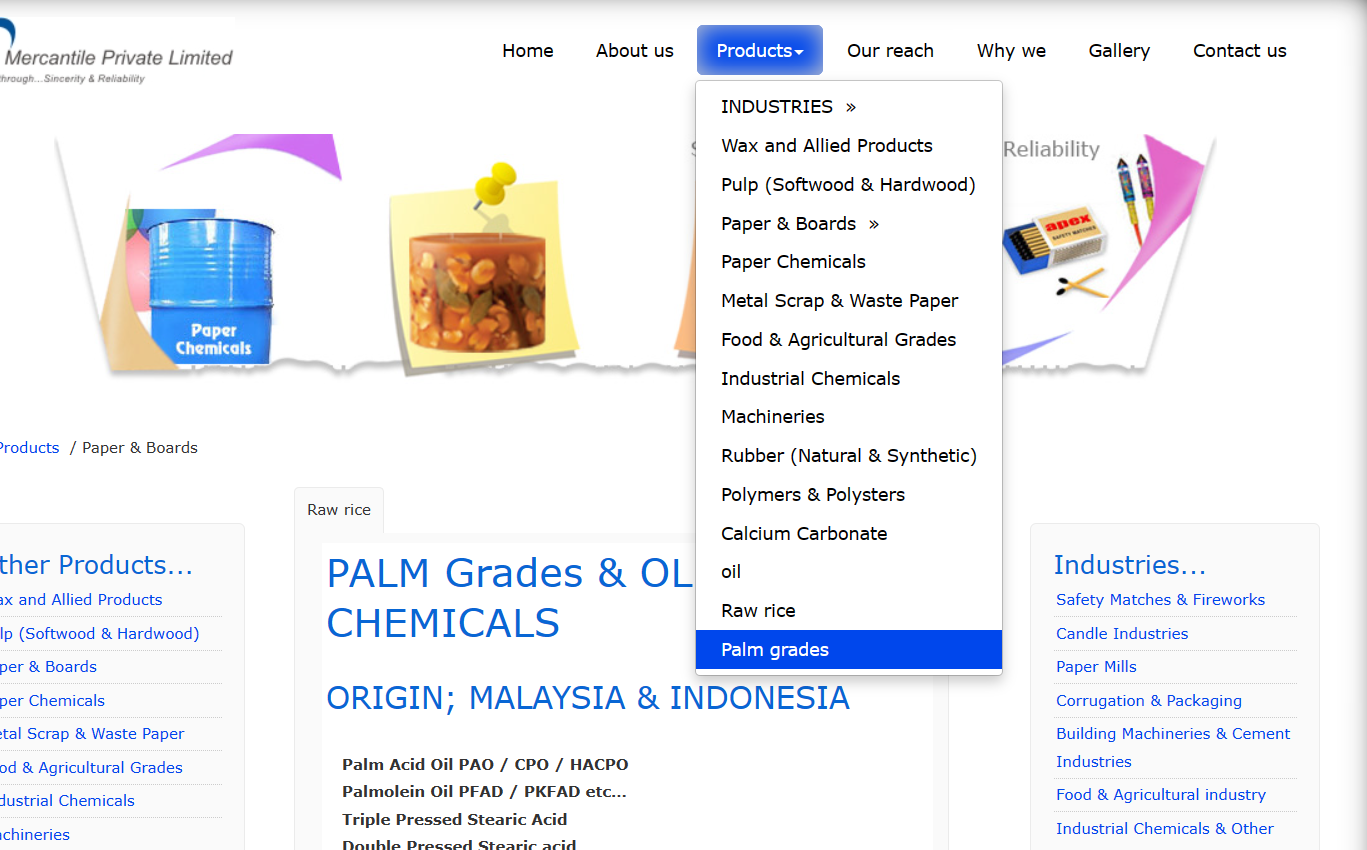 Mercantile Private Limited
through...Sincerity & Reliability
Home About us Products Our reach Why we Gallery Contact us
INDUSTRIES »
Wax and Allied Products
Pulp (Softwood & Hardwood)
Paper & Boards »
Paper Chemicals
Metal Scrap & Waste Paper
Food & Agricultural Grades
Industrial Chemicals
Machineries
Rubber (Natural & Synthetic)
Polymers & Polysters
Calcium Carbonate
oil
Raw rice
Palm grades
Reliability
Paper
Chemicals
apex
SAFETY MATCHES
Products / Paper & Boards
ther Products...
ax and Allied Products
lp (Softwood & Hardwood)
per & Boards
per Chemicals
etal Scrap & Waste Paper
od & Agricultural Grades
dustrial Chemicals
achineries
Raw rice
PALM Grades & OL
CHEMICALS
ORIGIN; MALAYSIA & INDONESIA
Palm Acid Oil PAO / CPO / HACPO
Palmolein Oil PFAD / PKFAD etc...
Triple Pressed Stearic Acid
Double Pressed Stearic acid
Industries...
Safety Matches & Fireworks
Candle Industries
Paper Mills
Corrugation & Packaging
Building Machineries & Cement
Industries
Food & Agricultural industry
Industrial Chemicals & Other